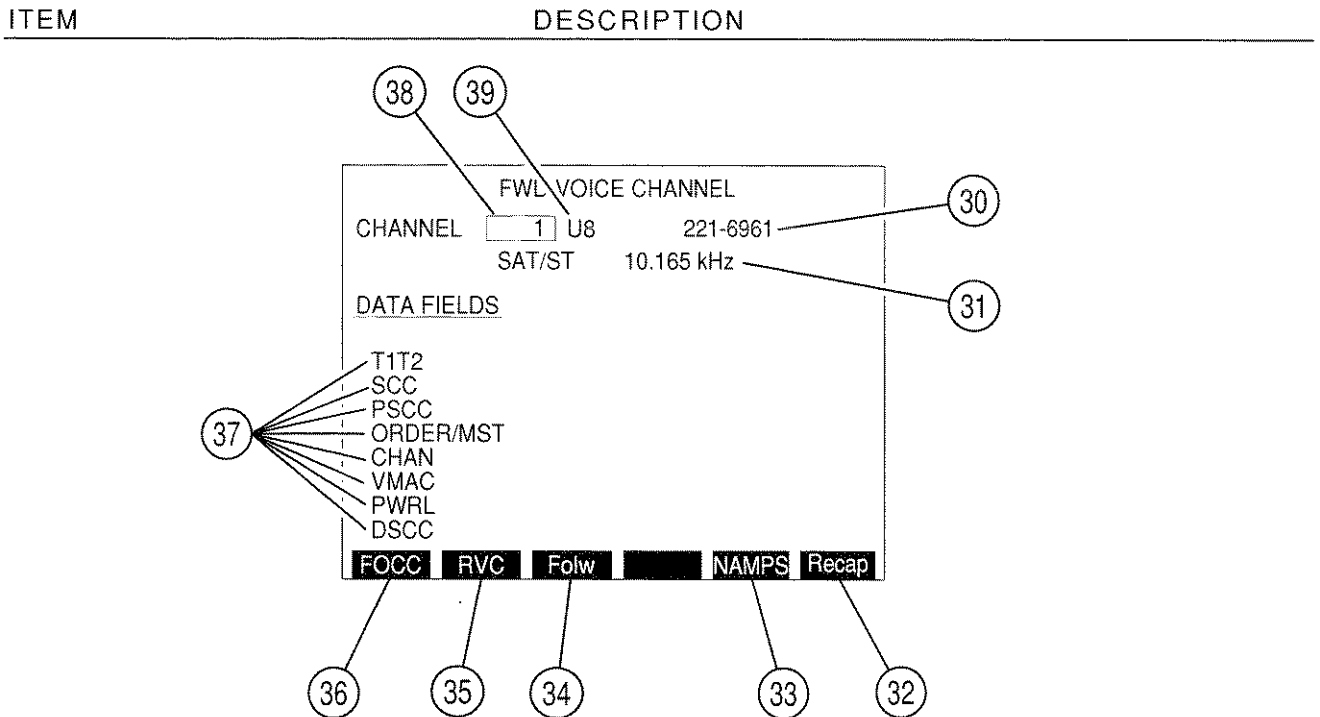 ITEM DESCRIPTION
38 39
FWD VOICE CHANNEL
30
CHANNEL 1 U8 221-6961
SAT/ST 10.165 kHz
31
DATA FIELDS
T1T2
SCC
PSCC
37 ORDER/MST
CHAN
VMAC
PWRL
DSCC
FOCC RVC Folw NAMPS Recap
36 35 34 33 32